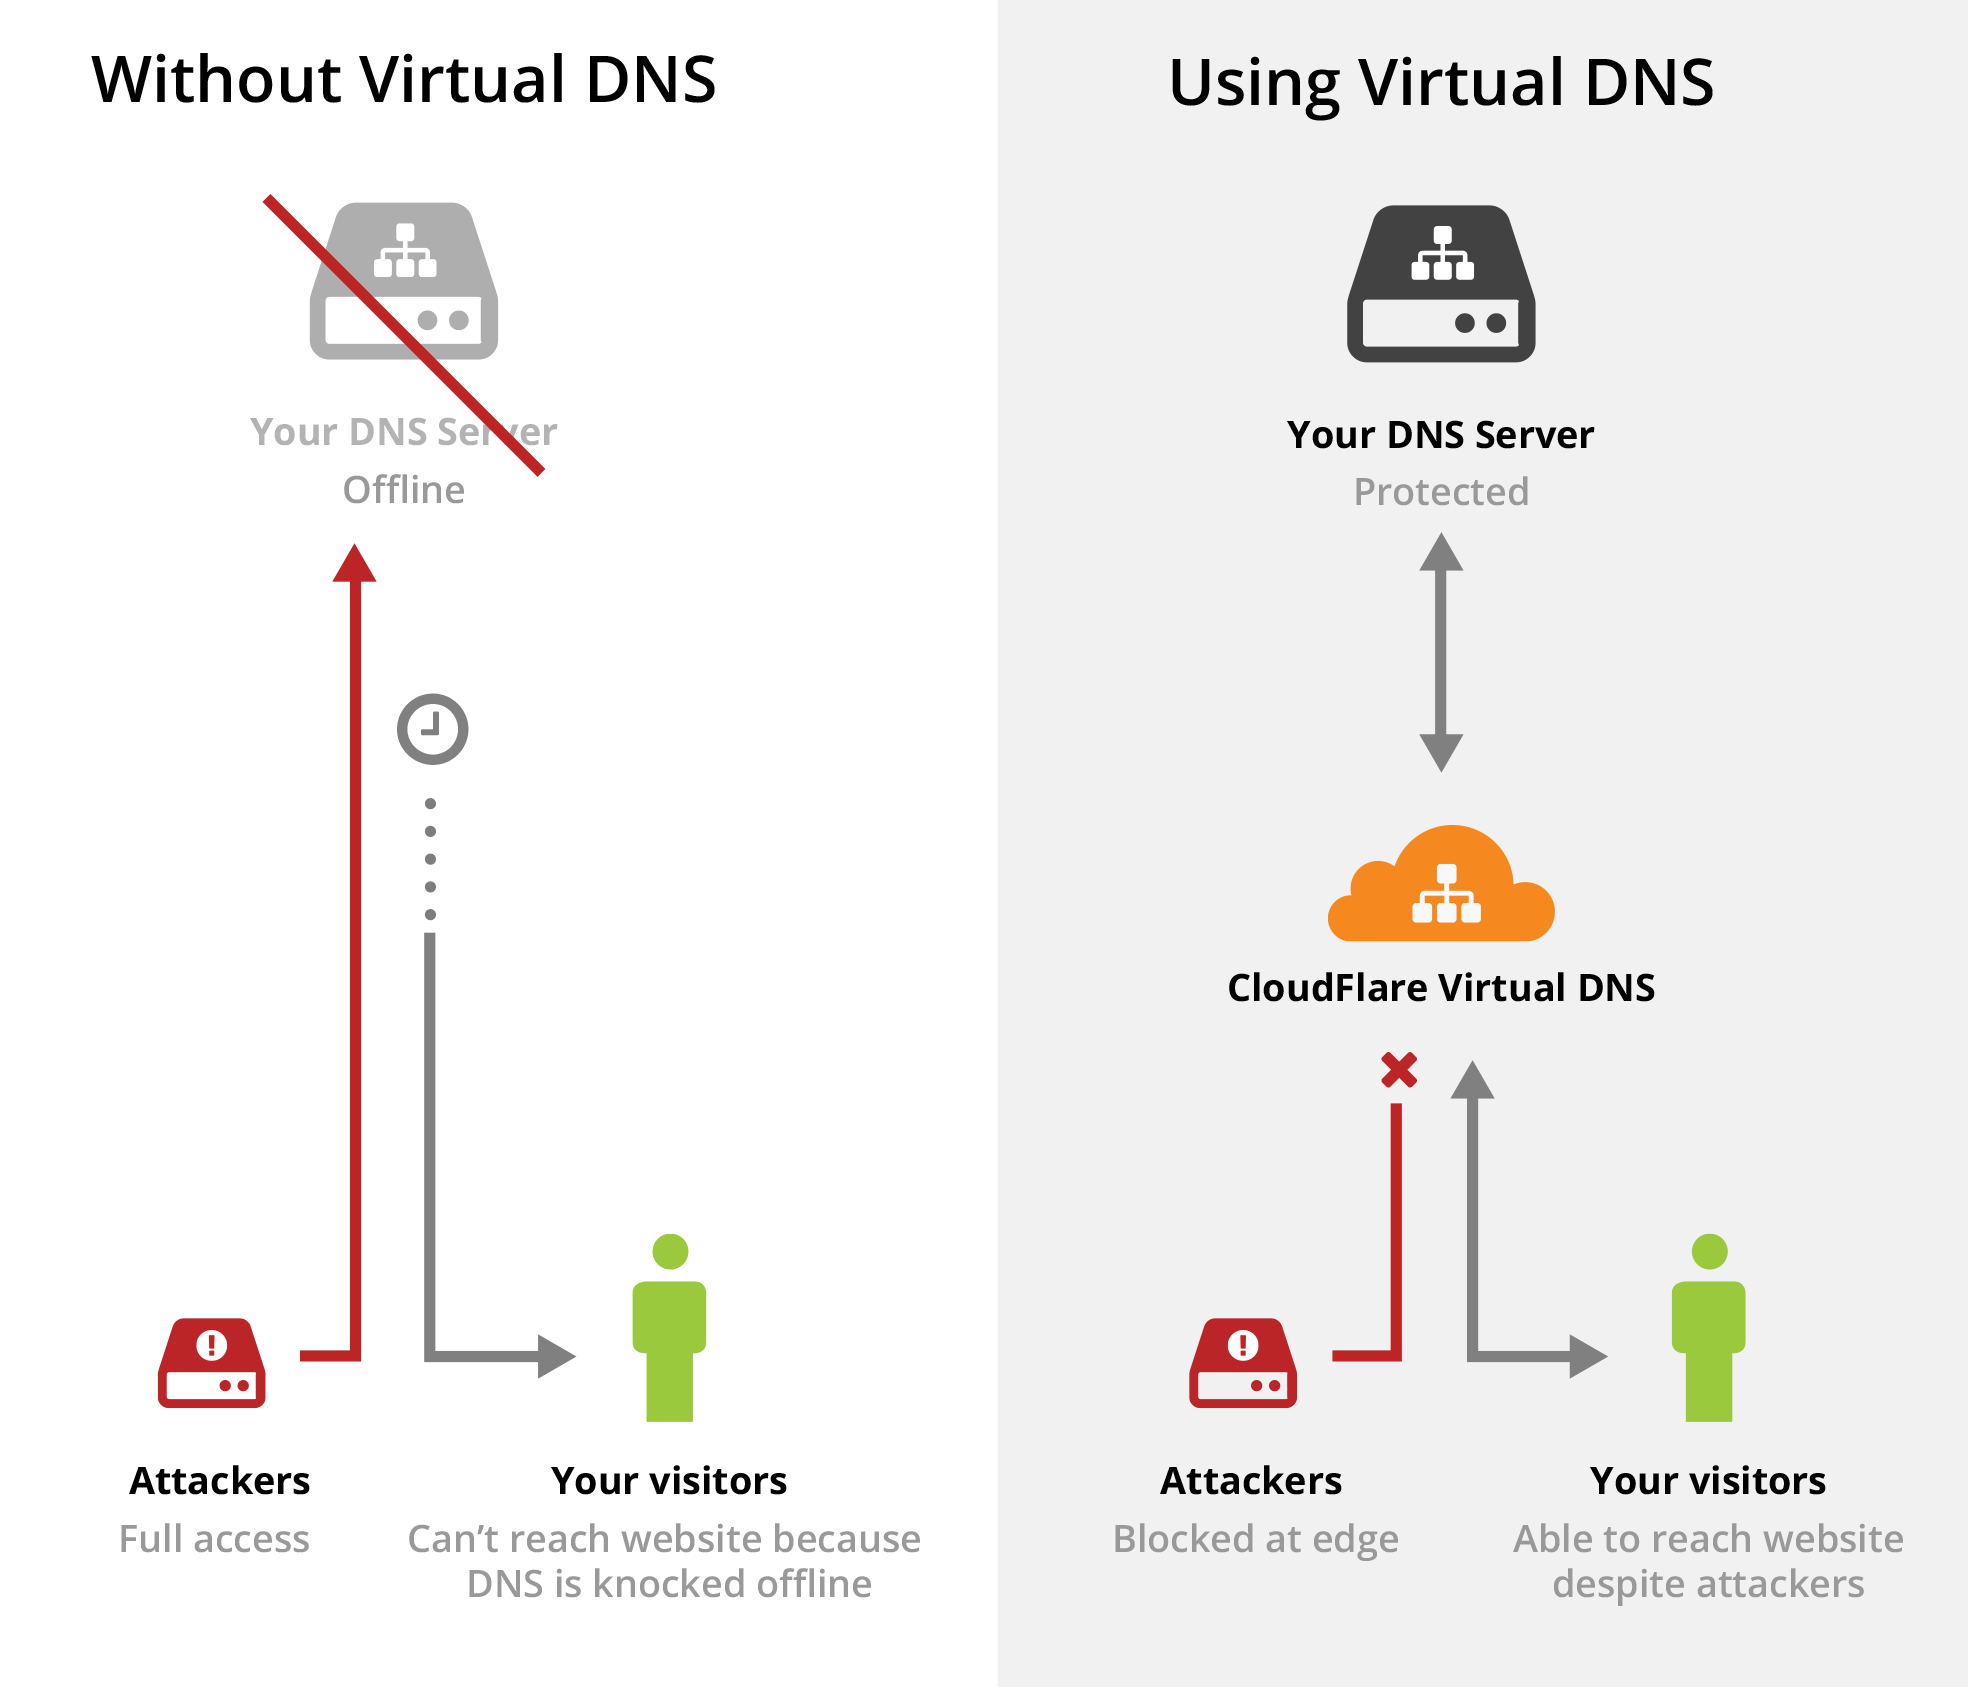 Without Virtual DNS
Your DNS Server
Offline
Attackers
Full access
Your visitors
Can’t reach website because
DNS is knocked offline
Using Virtual DNS
Your DNS Server
Protected
CloudFlare Virtual DNS
Attackers
Blocked at edge
Your visitors
Able to reach website
despite attackers